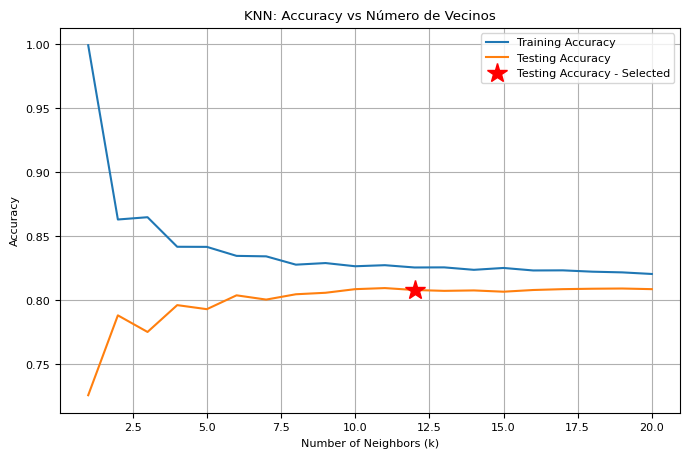 KNN: Accuracy vs Número de Vecinos
Training Accuracy
Testing Accuracy
Testing Accuracy - Selected
1.00
0.95
0.90
0.85
0.80
0.75
Accuracy
2.5 5.0 7.5 10.0 12.5 15.0 17.5 20.0
Number of Neighbors (k)